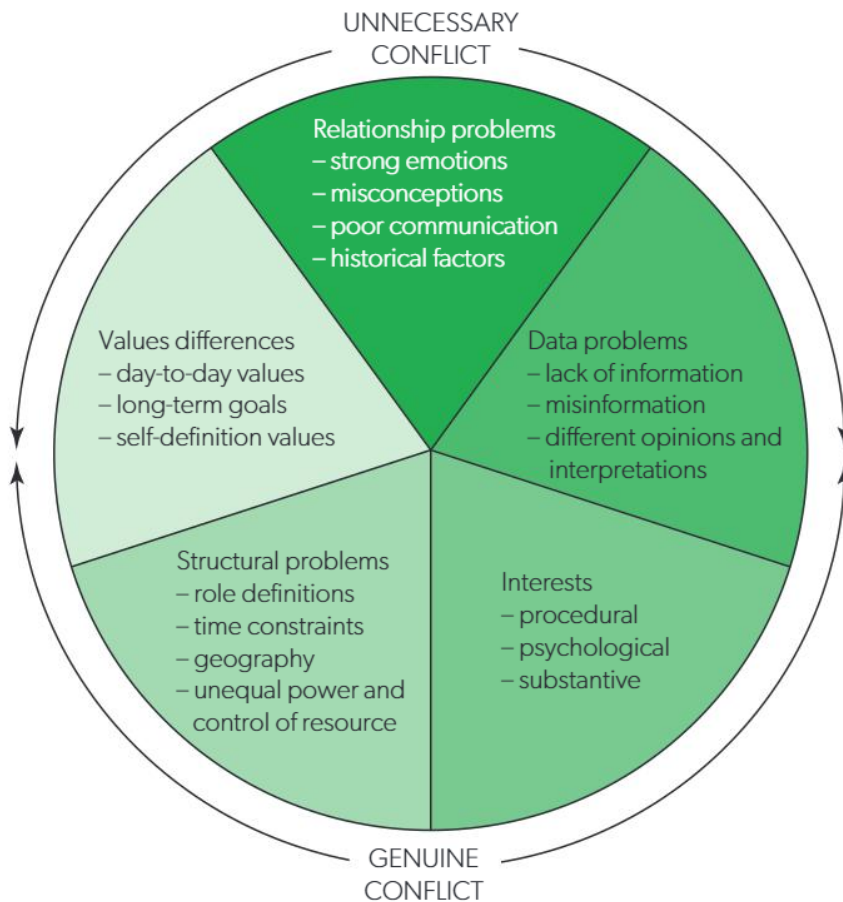 UNNECESSARY
CONFLICT
Relationship problems
– strong emotions
– misconceptions
– poor communication
– historical factors
Values differences
– day-to-day values
– long-term goals
– self-definition values
Data problems
– lack of information
– misinformation
– different opinions and
interpretations
Structural problems
– role definitions
– time constraints
– geography
– unequal power and
control of resource
Interests
– procedural
– psychological
– substantive
GENUINE
CONFLICT